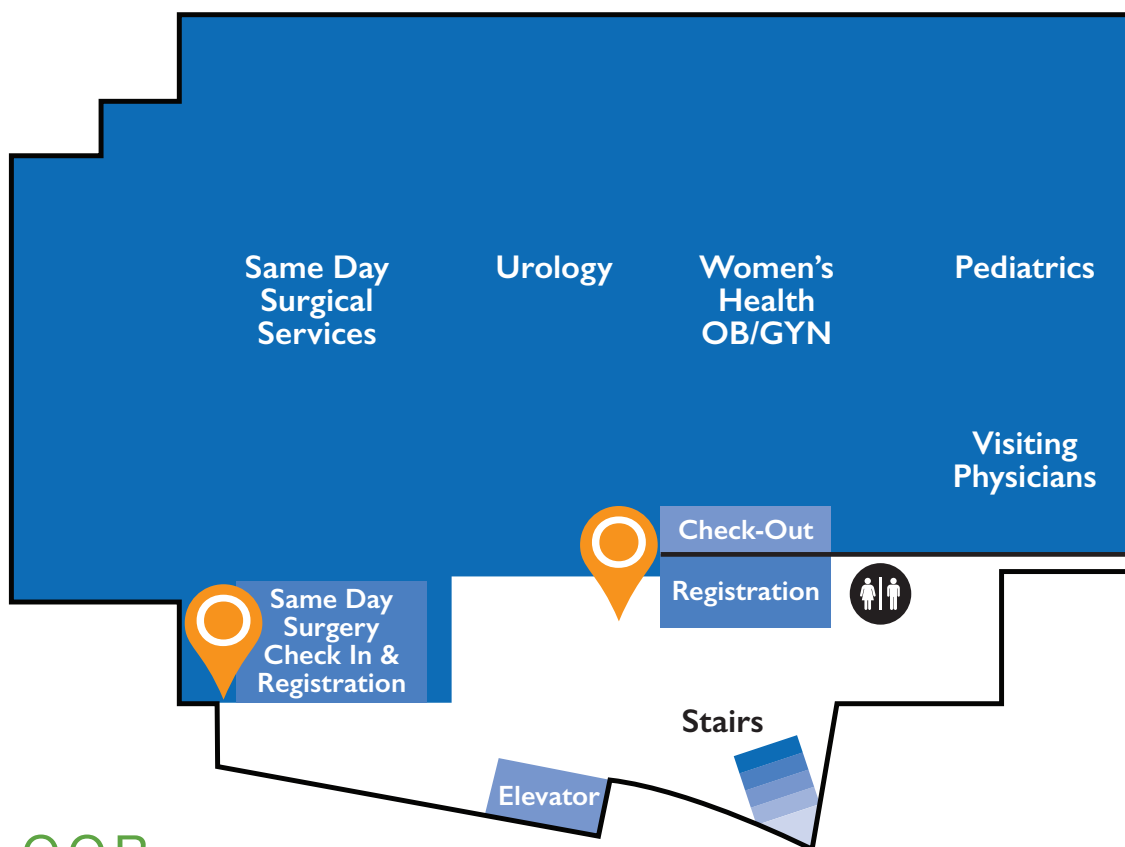 Same Day
Surgical
Services
Urology
Women’s
Health
OB/GYN
Pediatrics
Visiting
Physicians
Check-Out
Registration
Same Day
Surgery
Check In &
Registration
Stairs
Elevator